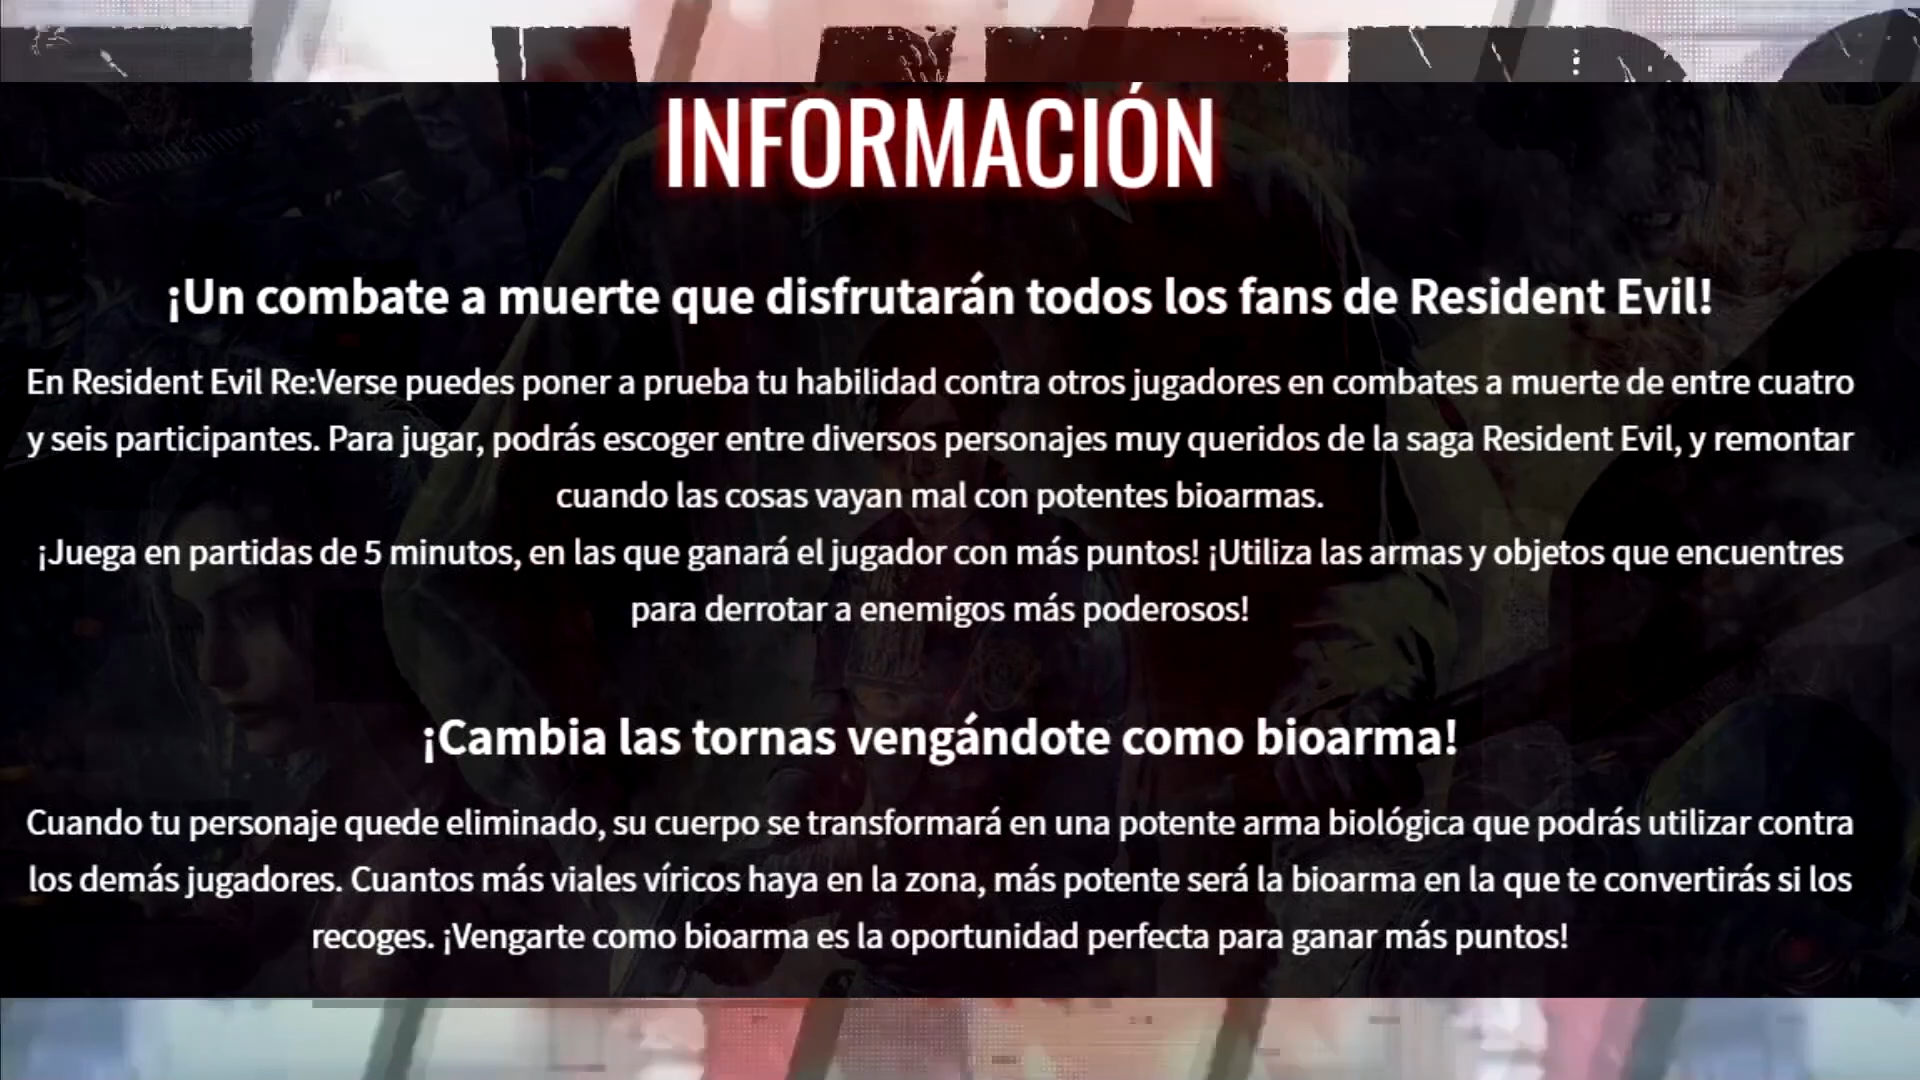 INFORMACIÓN
¡Un combate a muerte que disfrutarán todos los fans de Resident Evil!
En Resident Evil Re:Verse puedes poner a prueba tu habilidad contra otros jugadores en combates a muerte de entre cuatro
y seis participantes. Para jugar, podrás escoger entre diversos personajes muy queridos de la saga Resident Evil, y remontar
cuando las cosas vayan mal con potentes bioarmas.
¡Juega en partidas de 5 minutos, en las que ganará el jugador con más puntos! ¡Utiliza las armas y objetos que encuentres
para derrotar a enemigos más poderosos!
¡Cambia las tornas vengándote como bioarma!
Cuando tu personaje quede eliminado, su cuerpo se transformará en una potente arma biológica que podrás utilizar contra
los demás jugadores. Cuantos más viales víricos haya en la zona, más potente será la bioarma en la que te convertirás si los
recoges. ¡Vengarte como bioarma es la oportunidad perfecta para ganar más puntos!